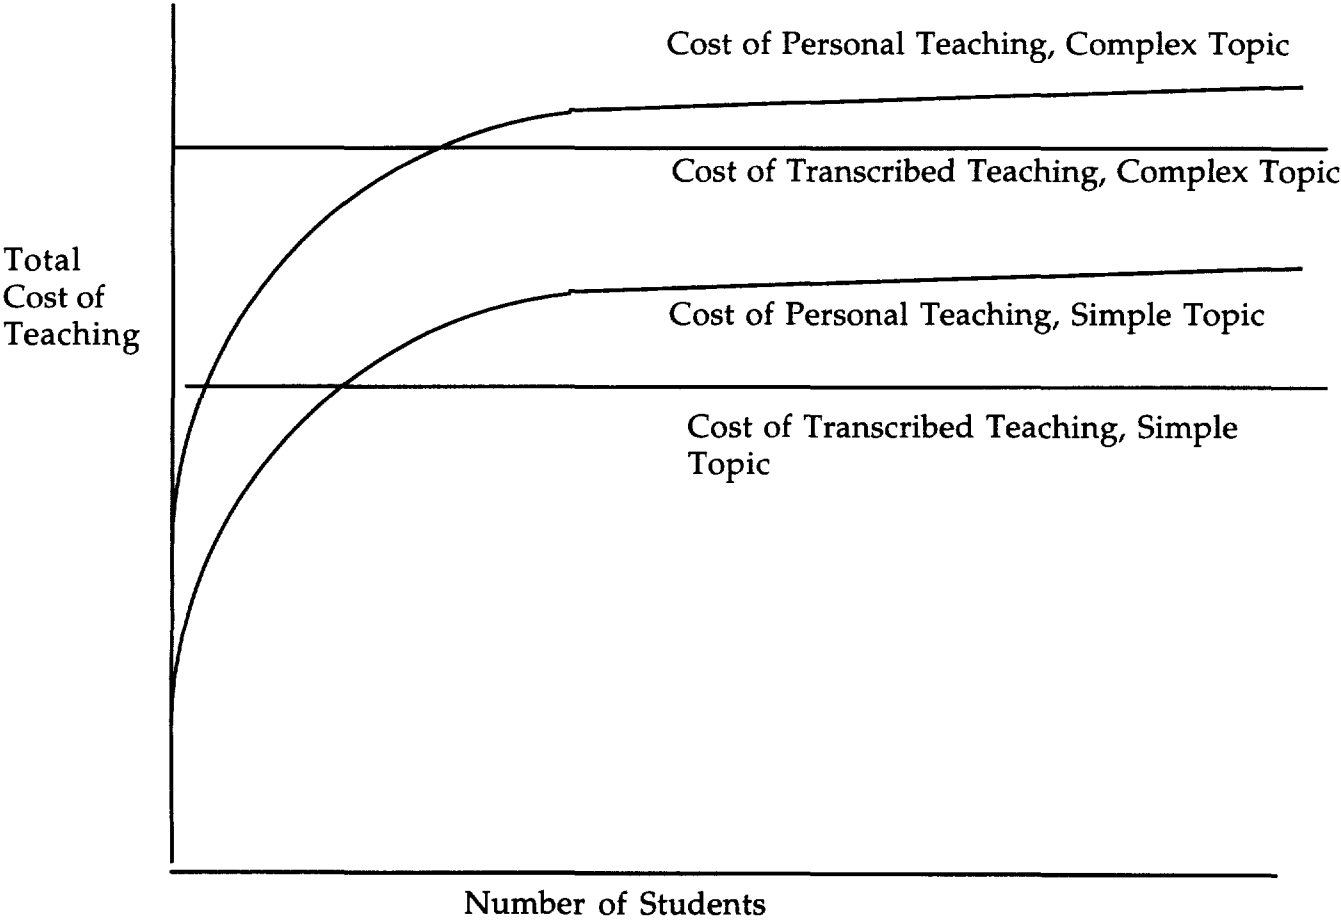 Cost of Personal Teaching, Complex Topic
Cost of Transcribed Teaching, Complex Topic
Total
Cost of
Teaching
Cost of Personal Teaching, Simple Topic
Cost of Transcribed Teaching, Simple
Topic
Number of Students